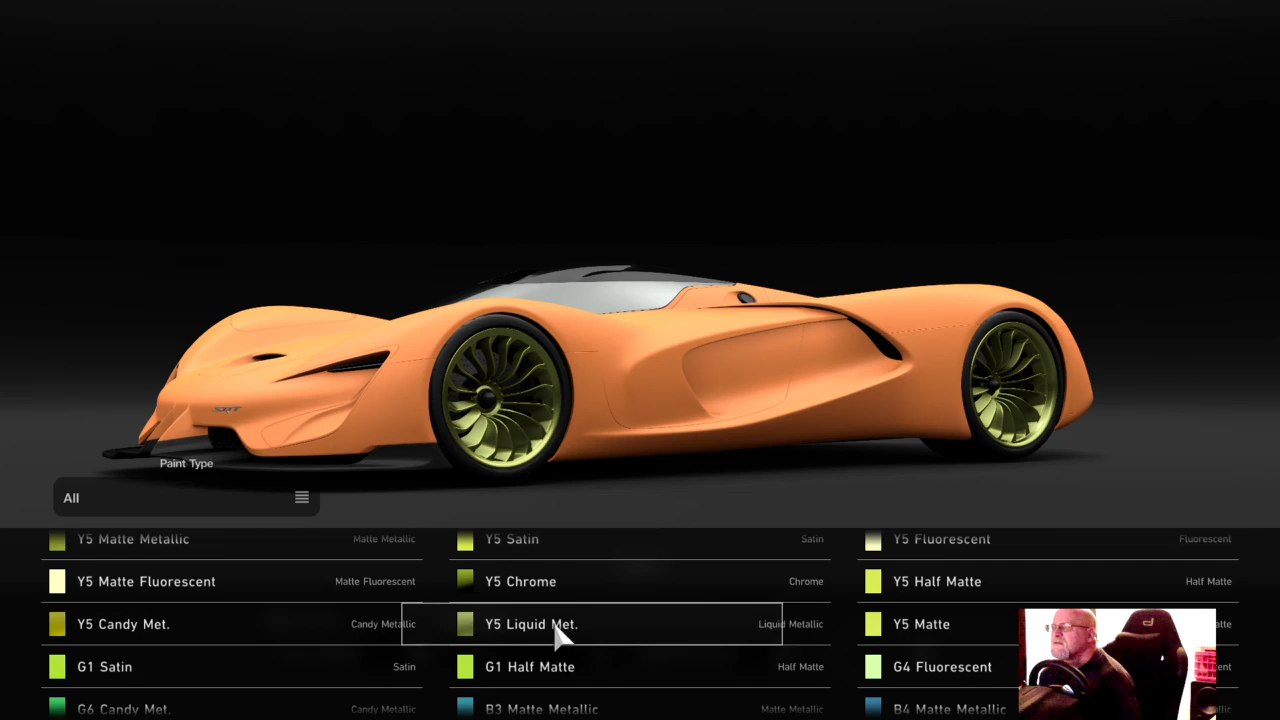 SRT
Paint Type
All
Y5 Matte Metallic Matte Metallic
Y5 Satin Satin
Y5 Fluorescent Fluorescent
Y5 Matte Fluorescent Matte Fluorescent
Y5 Chrome Chrome
Y5 Half Matte Half Matte
Y5 Candy Met. Candy Metallic
Y5 Liquid Met. Liquid Metallic
Y5 Matte
G1 Satin Satin
G1 Half Matte Half Matte
G4 Fluorescent
G6 Candy Met. Candy Metallic
B3 Matte Metallic Matte Metallic
B4 Matte Metallic